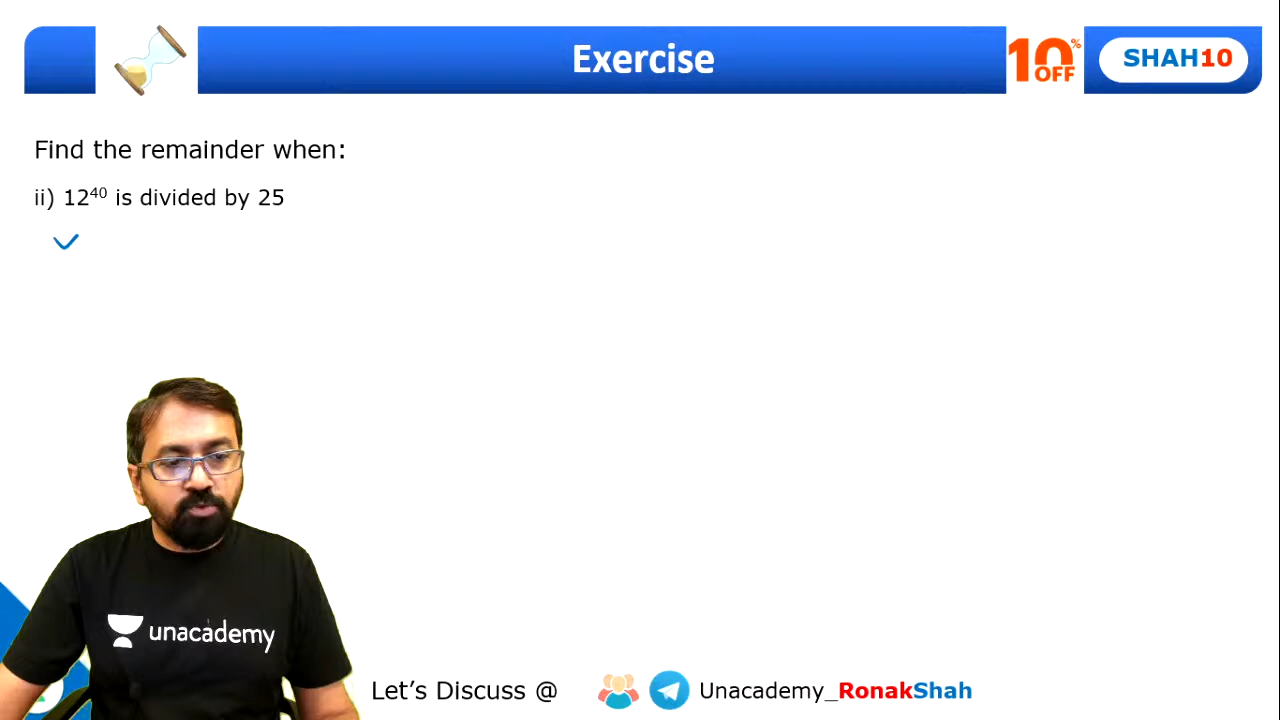 Exercise
10% OFF
SHAH10
Find the remainder when:
ii) 12⁴⁰ is divided by 25
unacademy
Let’s Discuss @ Unacademy_RonakShah